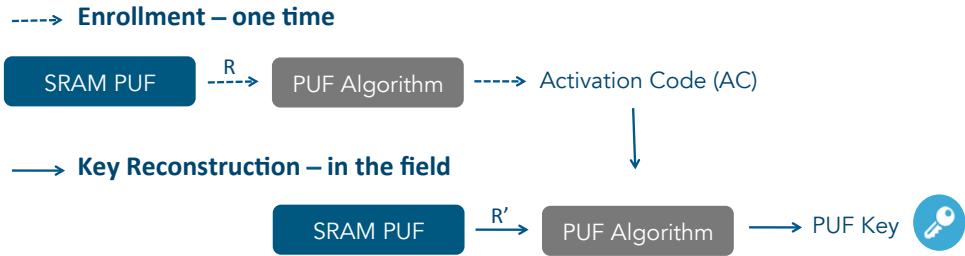 Enrollment – one time
SRAM PUF
R
PUF Algorithm
Activation Code (AC)
Key Reconstruction – in the field
SRAM PUF
R’
PUF Algorithm
PUF Key